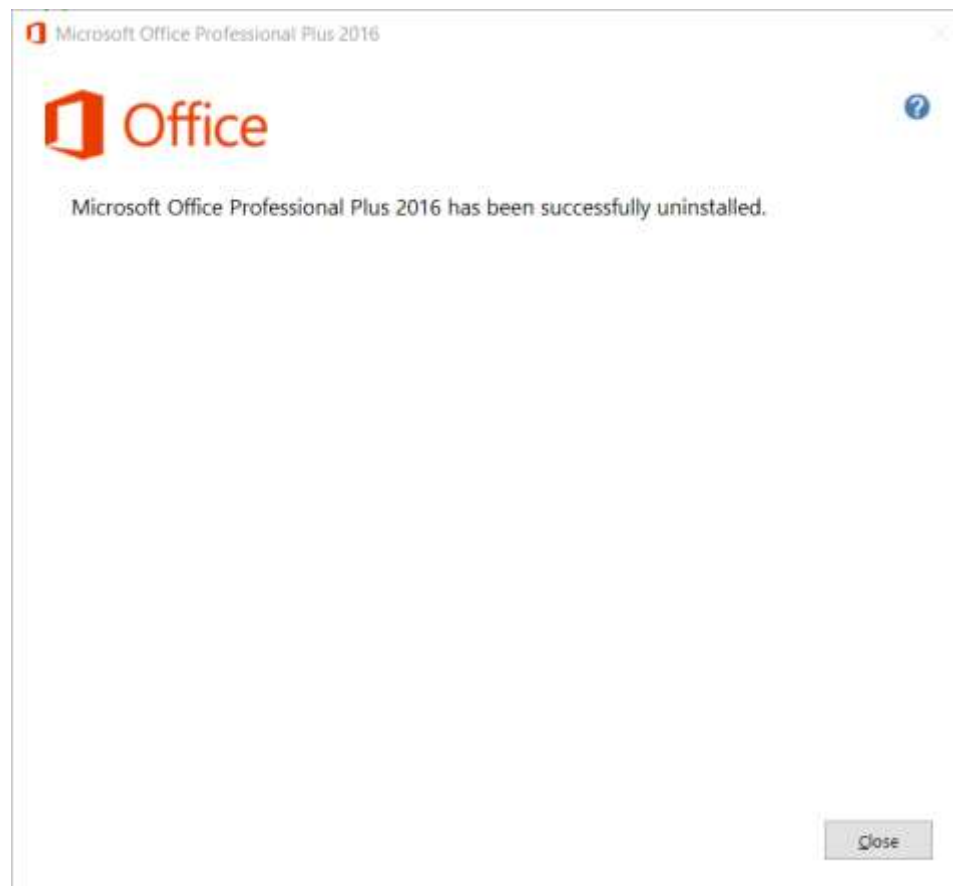 Microsoft Office Professional Plus 2016
Office
?
Microsoft Office Professional Plus 2016 has been successfully uninstalled.
Close